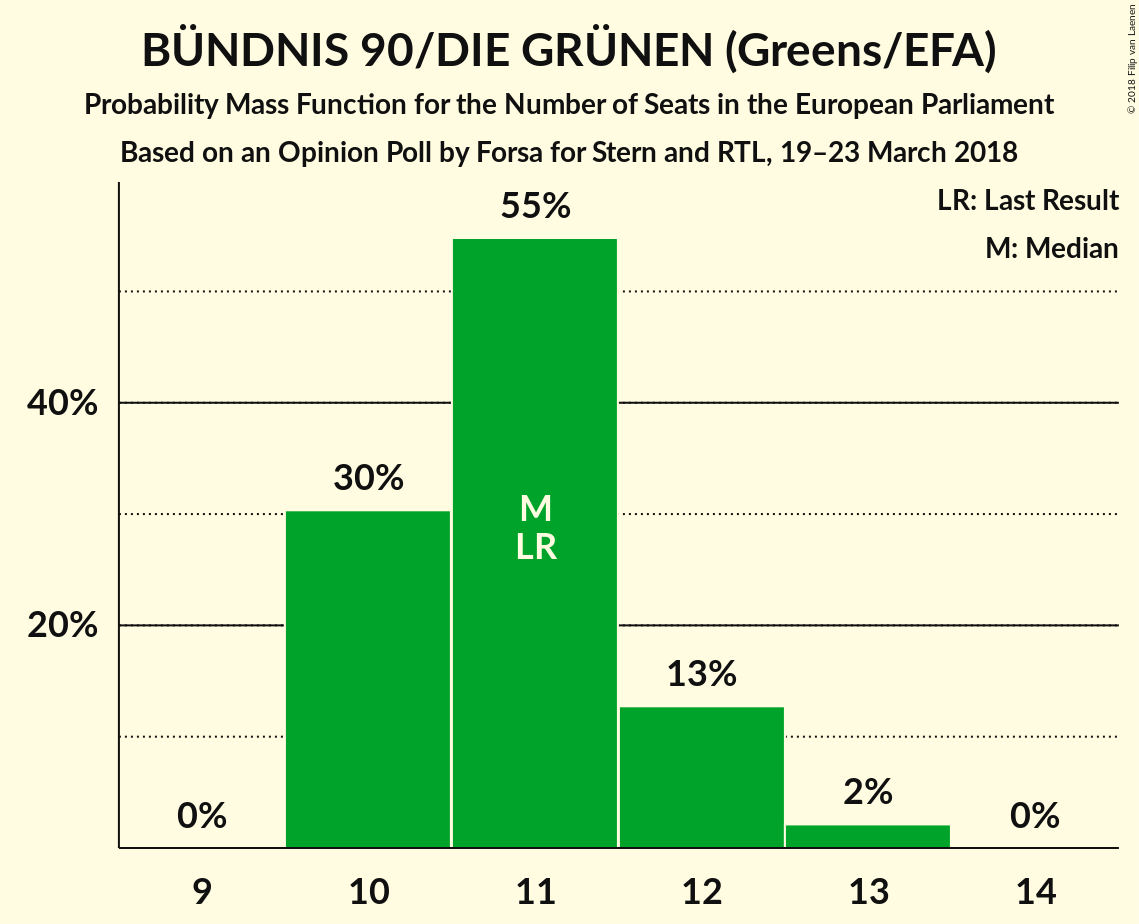 BÜNDNIS 90/DIE GRÜNEN (Greens/EFA)
Probability Mass Function for the Number of Seats in the European Parliament
Based on an Opinion Poll by Forsa for Stern and RTL, 19–23 March 2018
© 2018 Filip van Laenen
LR: Last Result
M: Median
55%
40%
30%
M
LR
20%
13%
2%
0%
0%
9
10
11
12
13
14